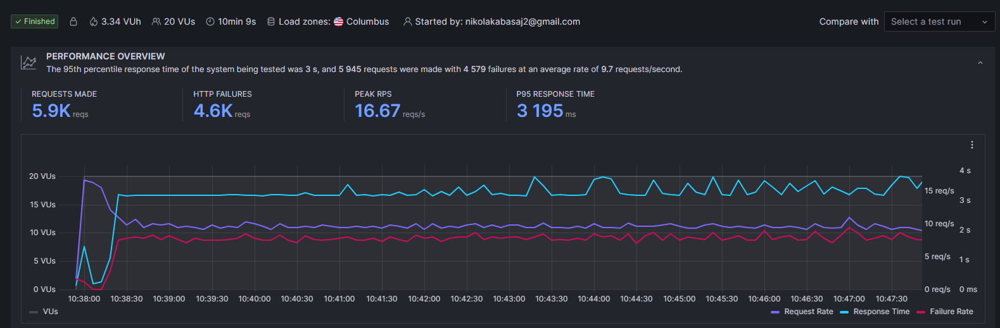 Finished 3.34 VUh 20 VUs 10min 9s Load zones: Columbus Started by: nikolakabasaj2@gmail.com Compare with Select a test run
PERFORMANCE OVERVIEW
The 95th percentile response time of the system being tested was 3 s, and 5 945 requests were made with 4 579 failures at an average rate of 9.7 requests/second.
REQUESTS MADE HTTP FAILURES PEAK RPS P95 RESPONSE TIME
5.9K reqs 4.6K reqs 16.67 reqs/s 3 195 ms
20 VUs 4 s
15 req/s
15 VUs 3 s
10 VUs 10 req/s 2 s
5 VUs 5 req/s 1 s
0 VUs 0 req/s 0 ms
10:38:00 10:38:30 10:39:00 10:39:30 10:40:00 10:40:30 10:41:00 10:41:30 10:42:00 10:42:30 10:43:00 10:43:30 10:44:00 10:44:30 10:45:00 10:45:30 10:46:00 10:46:30 10:47:00 10:47:30
VUs Request Rate Response Time Failure Rate